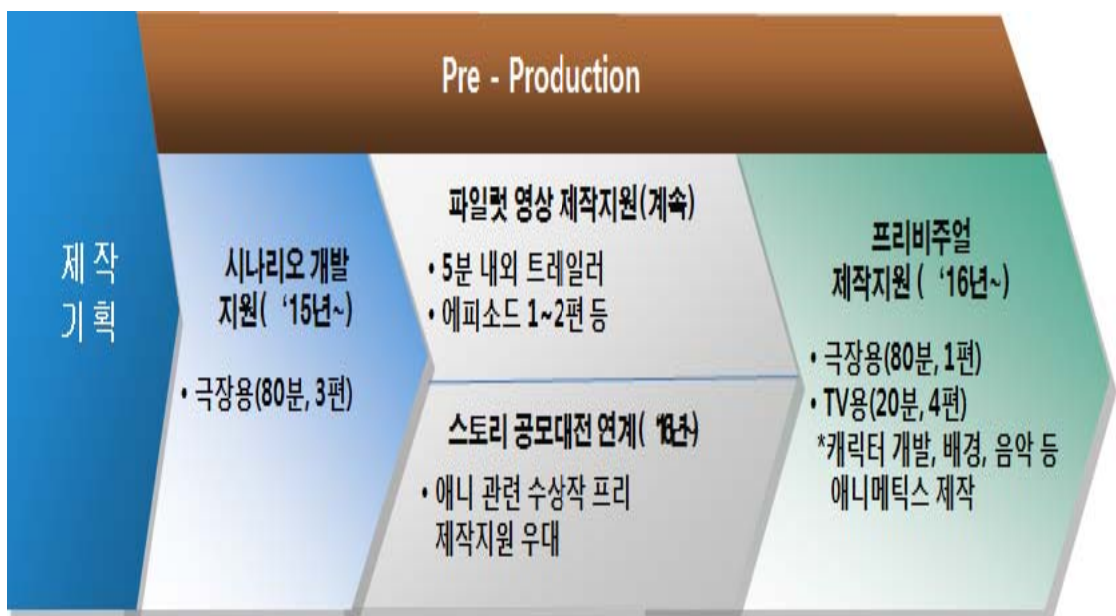 Pre - Production
제 작
기 획
시나리오 개발
지원( ‘15년~)
• 극장용(80분, 3편)
파일럿 영상 제작지원(계속)
• 5분 내외 트레일러
• 에피소드 1~2편 등
스토리 공모대전 연계(
• 애니 관련 수상작 프리
제작지원 우대
프리비주얼
제작지원 ( ‘16년~)
• 극장용(80분, 1편)
• TV용(20분, 4편)
*캐릭터 개발, 배경, 음악 등
애니메틱스 제작